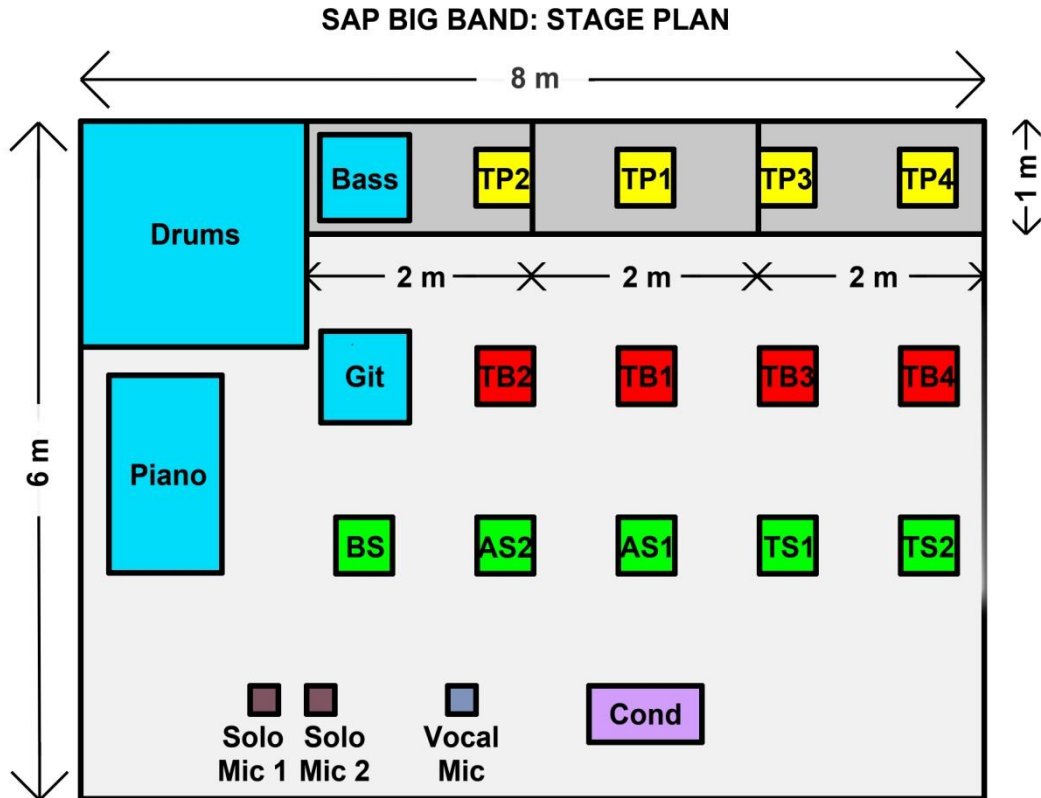 SAP BIG BAND: STAGE PLAN
8 m
Bass
TP2
TP1
TP3
TP4
1 m
Drums
2 m
2 m
2 m
Git
TB2
TB1
TB3
TB4
6 m
Piano
BS
AS2
AS1
TS1
TS2
Solo
Mic 1
Solo
Mic 2
Vocal
Mic
Cond